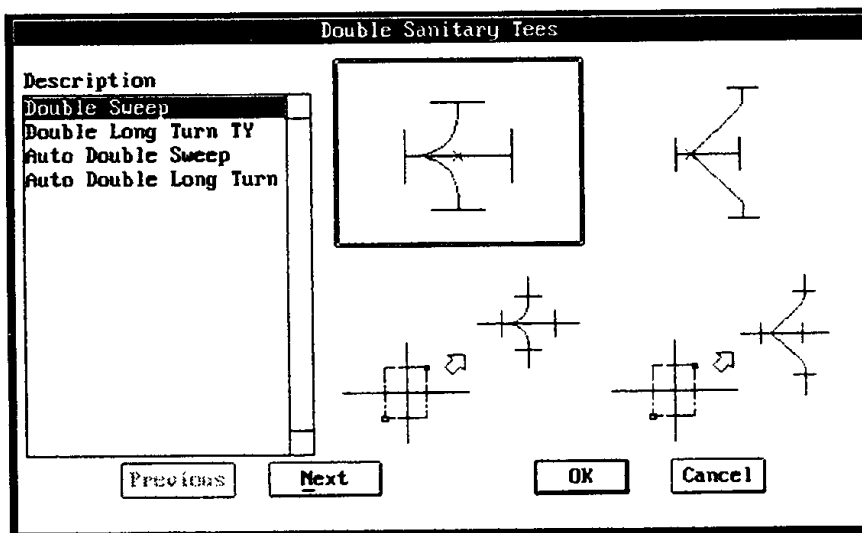 Double Sanitary Tees
Description
Double Sweep
Double Long Turn TY
Auto Double Sweep
Auto Double Long Turn
Previous
Next
OK
Cancel